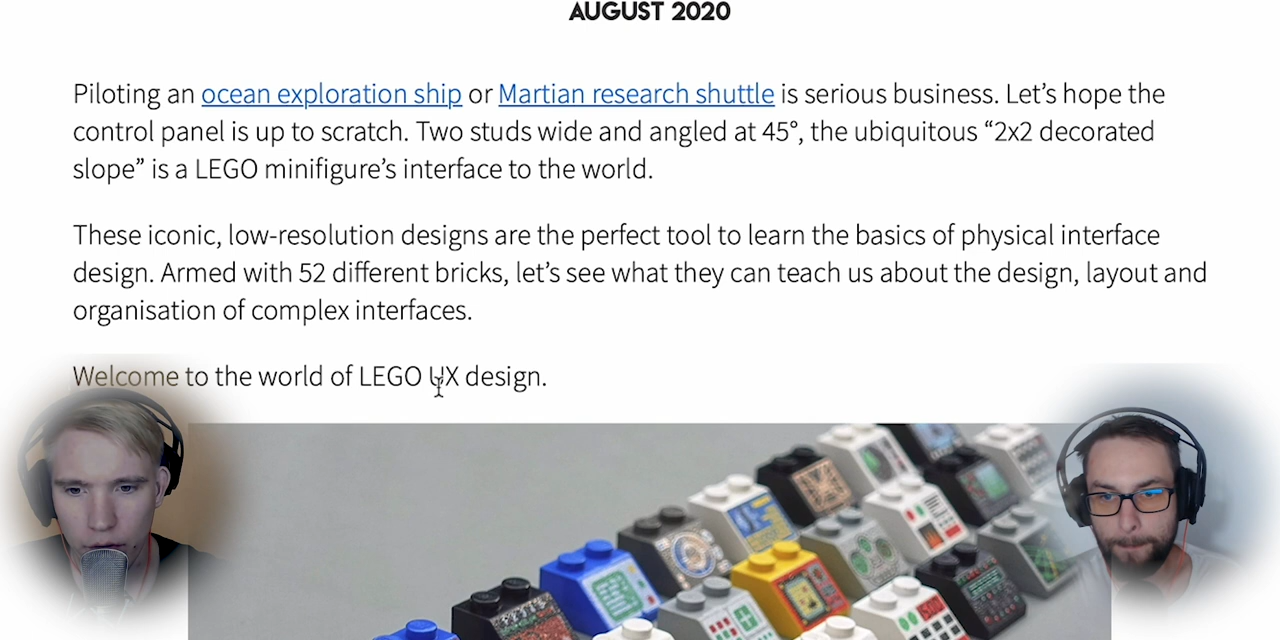 AUGUST 2020
Piloting an ocean exploration ship or Martian research shuttle is serious business. Let’s hope the
control panel is up to scratch. Two studs wide and angled at 45°, the ubiquitous “2x2 decorated
slope” is a LEGO minifigure’s interface to the world.
These iconic, low-resolution designs are the perfect tool to learn the basics of physical interface
design. Armed with 52 different bricks, let’s see what they can teach us about the design, layout and
organisation of complex interfaces.
Welcome to the world of LEGO UX design.